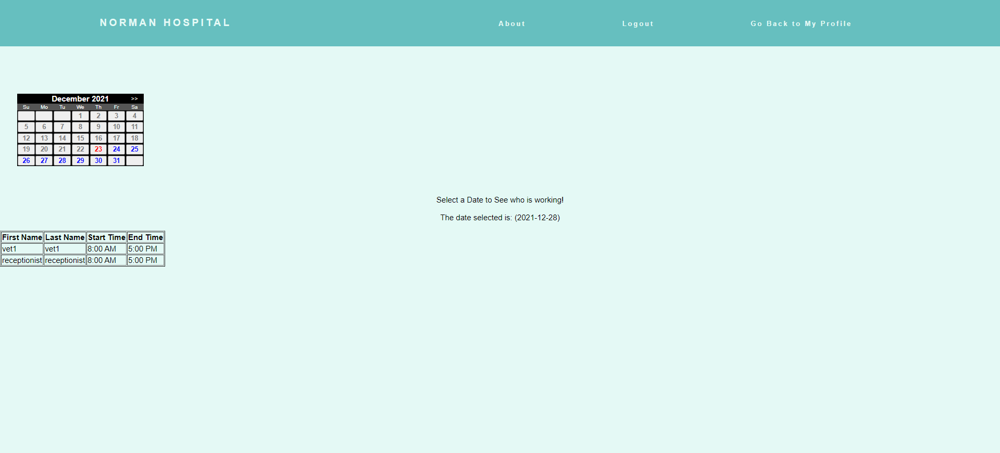 NORMAN HOSPITAL
About Logout Go Back to My Profile
December 2021 >>
Su Mo Tu We Th Fr Sa
1 2 3 4
5 6 7 8 9 10 11
12 13 14 15 16 17 18
19 20 21 22 23 24 25
26 27 28 29 30 31
Select a Date to See who is working!
The date selected is: (2021-12-28)
First Name Last Name Start Time End Time
vet1 vet1 8:00 AM 5:00 PM
receptionist receptionist 8:00 AM 5:00 PM